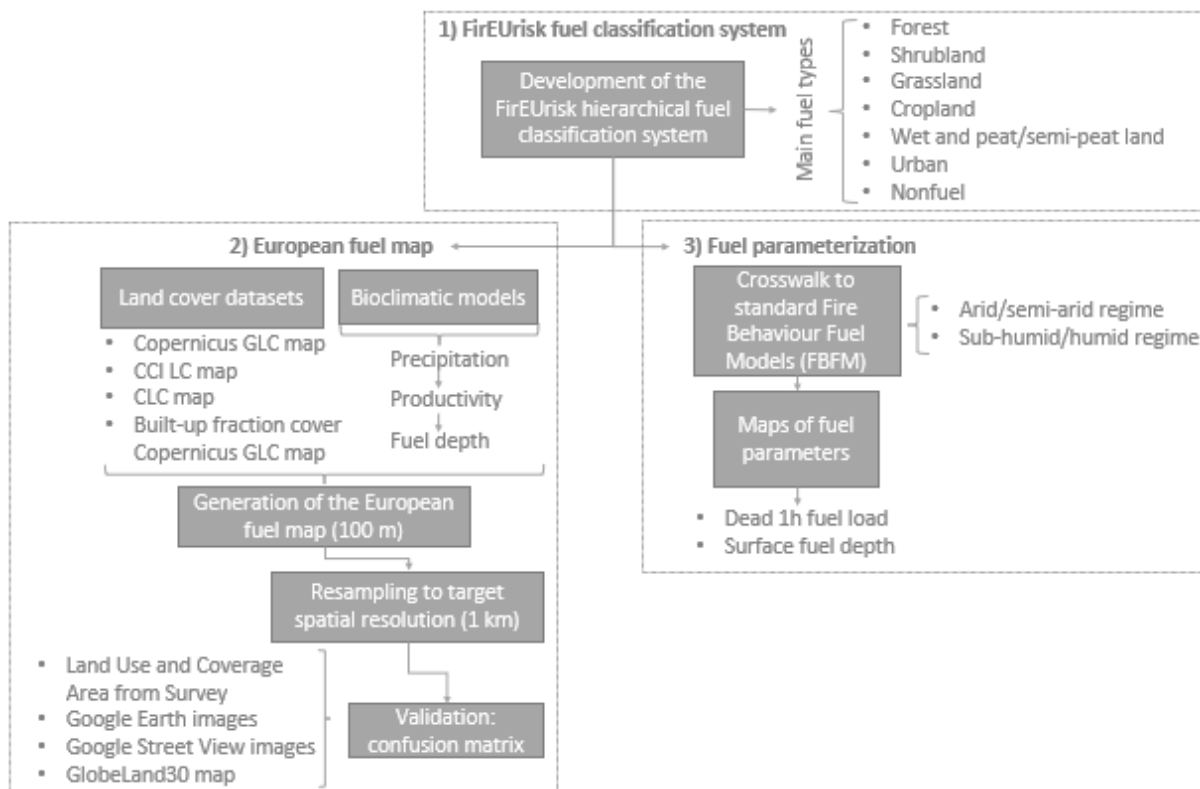 1) FirEUrisk fuel classification system
Development of the
FirEUrisk hierarchical fuel
classification system
Main fuel types
• Forest
• Shrubland
• Grassland
• Cropland
• Wet and peat/semi-peat land
• Urban
• Nonfuel
2) European fuel map
Land cover datasets
• Copernicus GLC map
• CCI LC map
• CLC map
• Built-up fraction cover
Copernicus GLC map
Bioclimatic models
Precipitation
Productivity
Fuel depth
Generation of the European
fuel map (100 m)
Resampling to target
spatial resolution (1 km)
• Land Use and Coverage
Area from Survey
• Google Earth images
• Google Street View images
• GlobeLand30 map
Validation:
confusion matrix
3) Fuel parameterization
Crosswalk to
standard Fire
Behaviour Fuel
Models (FBFM)
• Arid/semi-arid regime
• Sub-humid/humid regime
Maps of fuel
parameters
• Dead 1h fuel load
• Surface fuel depth